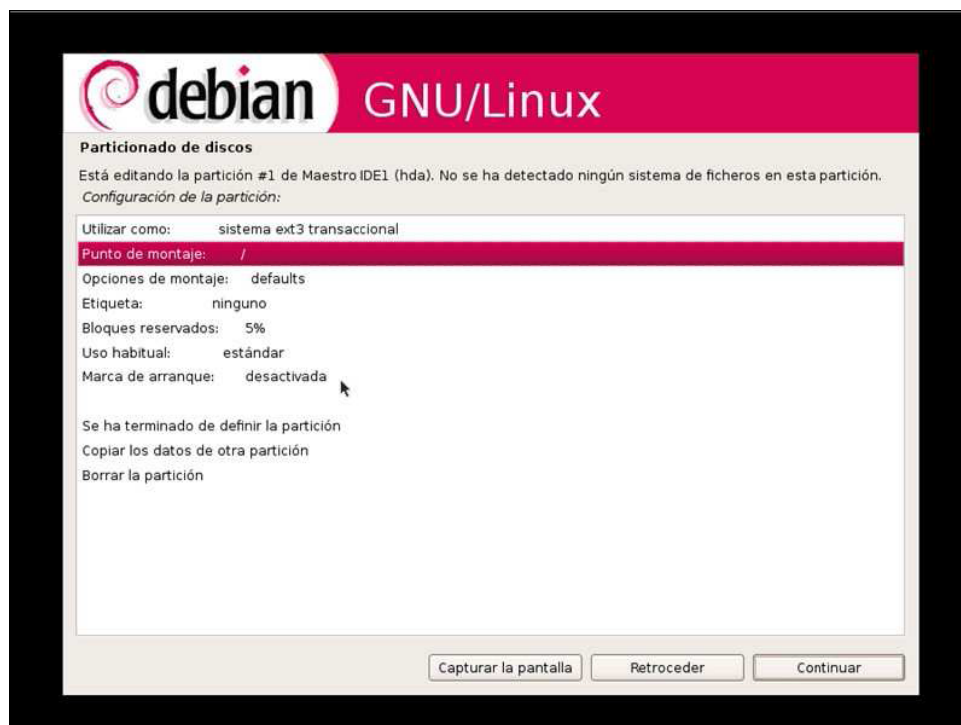 debian GNU/Linux
Particionado de discos
Está editando la partición #1 de Maestro IDE1 (hda). No se ha detectado ningún sistema de ficheros en esta partición.
Configuración de la partición:
Utilizar como: sistema ext3 transaccional
Punto de montaje: /
Opciones de montaje: defaults
Etiqueta: ninguno
Bloques reservados: 5%
Uso habitual: estándar
Marca de arranque: desactivada
Se ha terminado de definir la partición
Copiar los datos de otra partición
Borrar la partición
Capturar la pantalla Retroceder Continuar